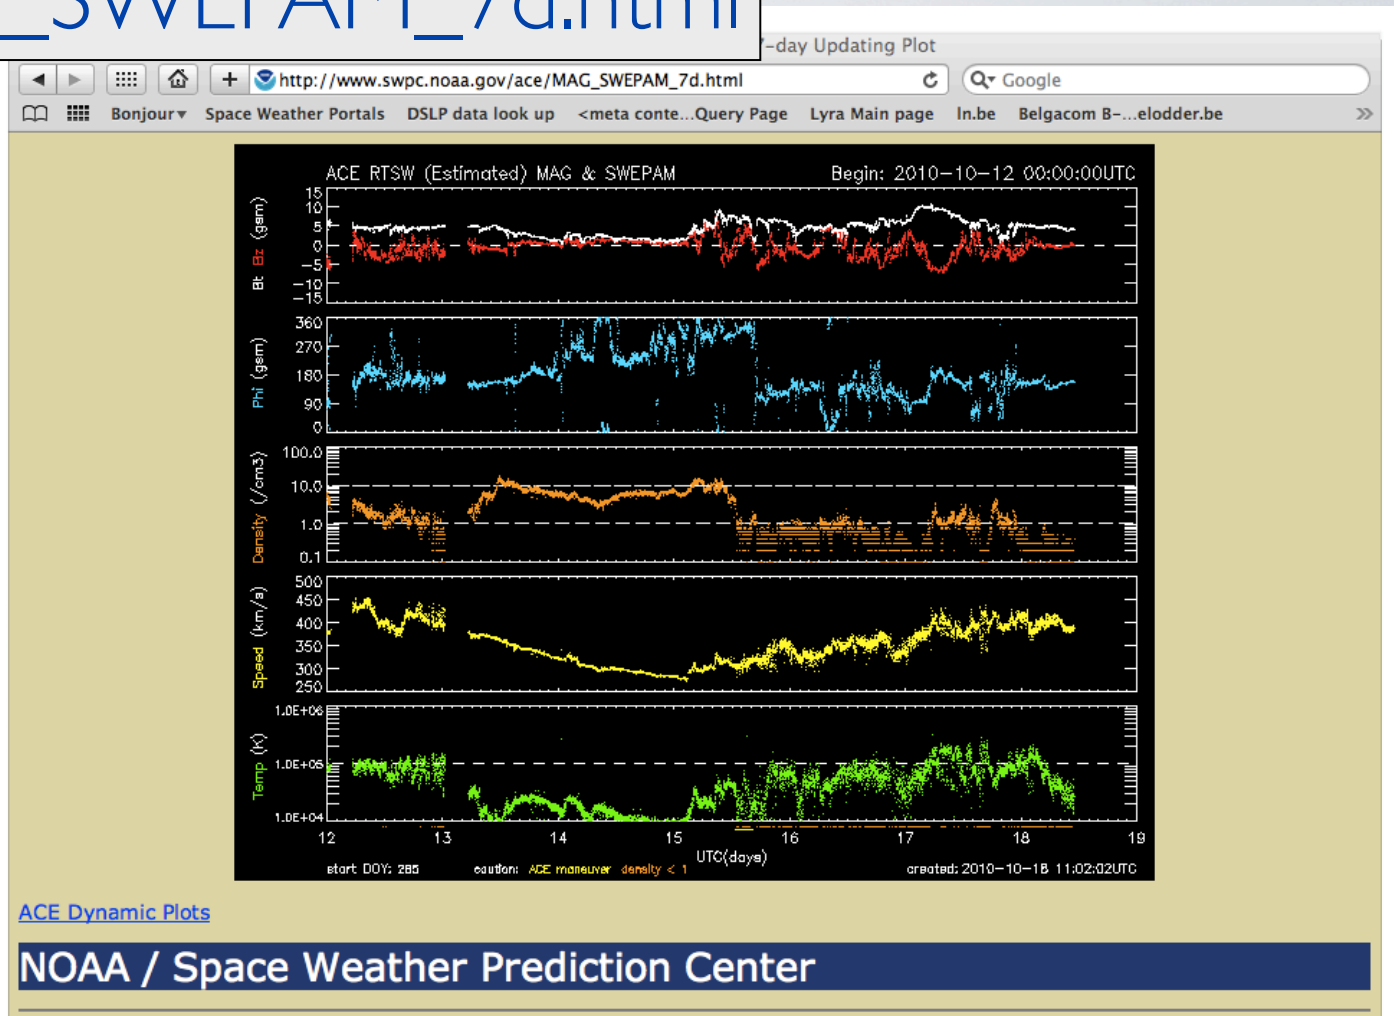 _SWEPAM_7d.html
7-day Updating Plot
http://www.swpc.noaa.gov/ace/MAG_SWEPAM_7d.html
Google
Bonjour Space Weather Portals DSLP data look up <meta conte...Query Page Lyra Main page In.be Belgacom B-...elodder.be
ACE RTSW (Estimated) MAG & SWEPAM Begin: 2010-10-12 00:00:00UTC
Bt Bz (gsm)
15
10
5
0
-5
-10
-15
Phi (gsm)
360
270
180
90
0
Density (/cm3)
100.0
10.0
1.0
0.1
Speed (km/s)
500
450
400
350
300
250
Temp (K)
1.0E+06
1.0E+05
1.0E+04
12 13 14 15 16 17 18 19
UTC(days)
start DOY: 285 caution: ACE maneuver density < 1 created: 2010-10-18 11:02:02UTC
ACE Dynamic Plots
NOAA / Space Weather Prediction Center